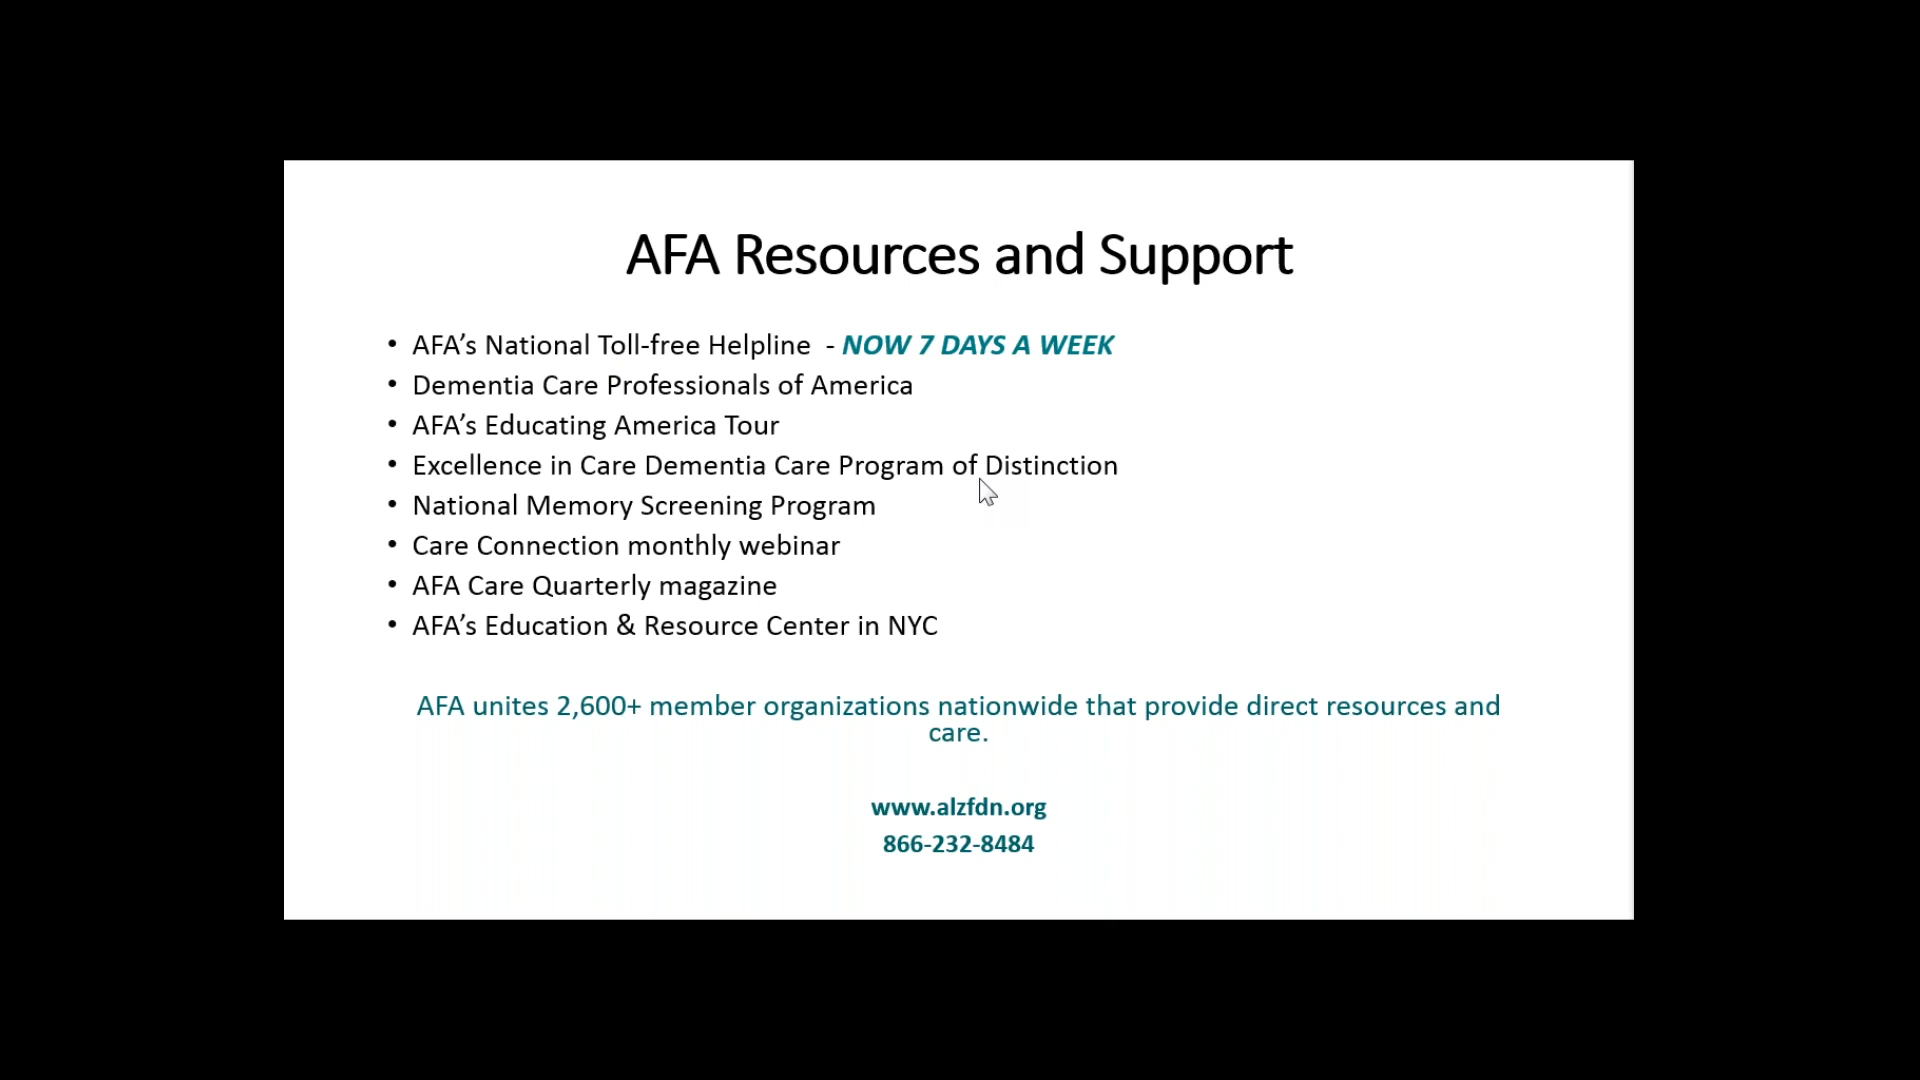 AFA Resources and Support
• AFA’s National Toll-free Helpline - NOW 7 DAYS A WEEK
• Dementia Care Professionals of America
• AFA’s Educating America Tour
• Excellence in Care Dementia Care Program of Distinction
• National Memory Screening Program
• Care Connection monthly webinar
• AFA Care Quarterly magazine
• AFA’s Education & Resource Center in NYC
AFA unites 2,600+ member organizations nationwide that provide direct resources and
care.
www.alzfdn.org
866-232-8484